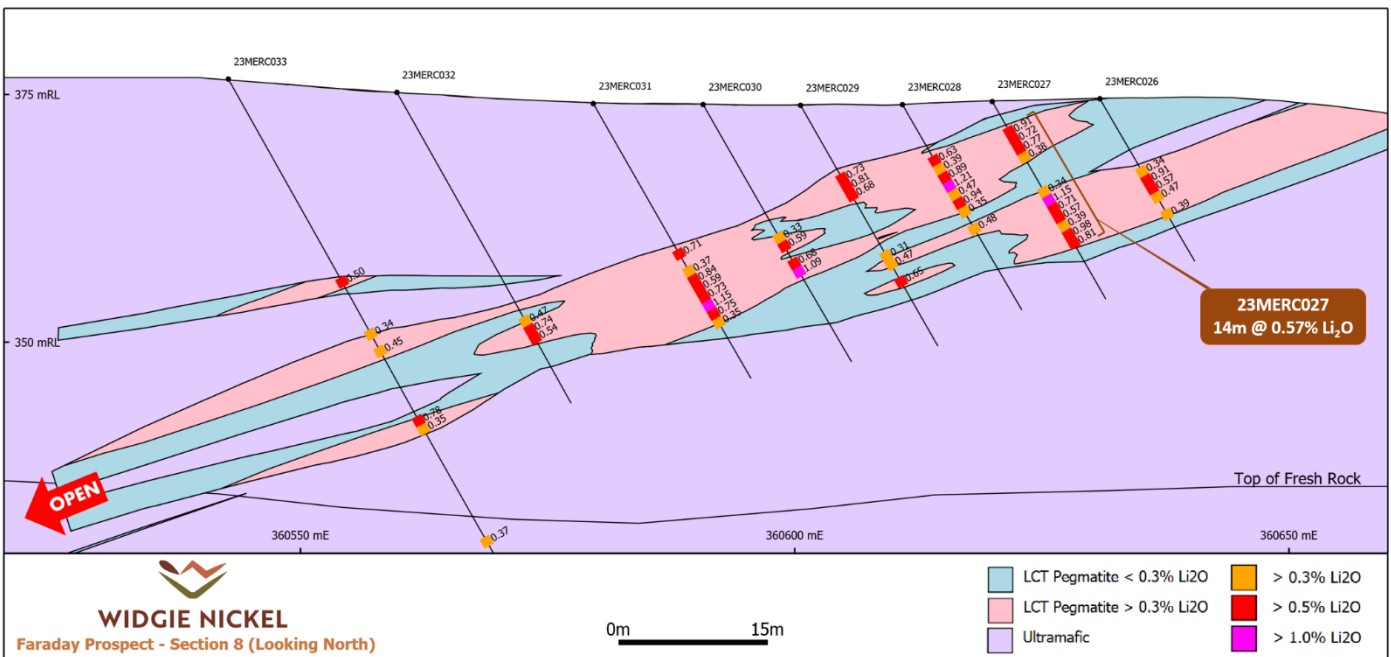 23MERC033
23MERC032
23MERC031
23MERC030
23MERC029
23MERC028
23MERC027
23MERC026
375 mRL
350 mRL
0.50
0.34
0.45
0.78
0.35
0.37
0.47
0.74
0.54
0.71
0.37
0.84
0.59
0.73
1.15
0.75
0.35
0.33
0.59
0.68
1.09
0.73
0.81
0.68
0.31
0.47
0.65
0.63
0.39
0.89
1.21
0.47
0.94
0.35
0.48
0.91
0.72
0.77
0.38
0.34
1.15
0.71
0.57
0.39
0.98
0.81
0.34
0.91
0.57
0.47
0.39
23MERC027
14m @ 0.57% Li₂O
OPEN
Top of Fresh Rock
360550 mE
360600 mE
360650 mE
WIDGIE NICKEL
Faraday Prospect - Section 8 (Looking North)
0m 15m
LCT Pegmatite < 0.3% Li2O
LCT Pegmatite > 0.3% Li2O
Ultramafic
> 0.3% Li2O
> 0.5% Li2O
> 1.0% Li2O